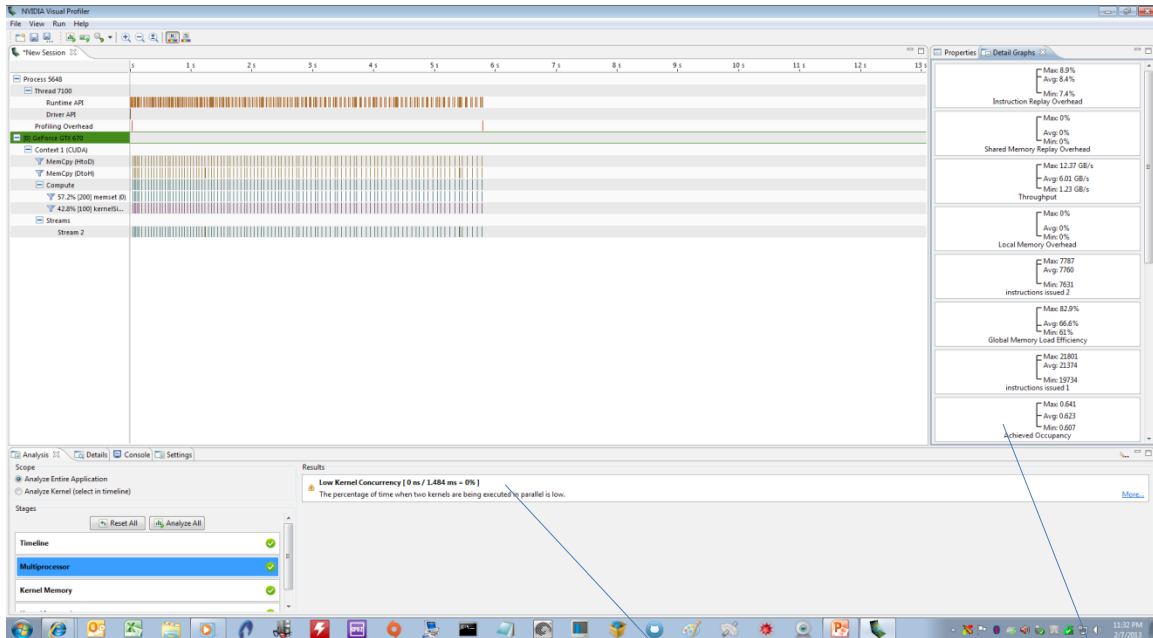 NVIDIA Visual Profiler
File View Run Help
*New Session
s 1 s 2 s 3 s 4 s 5 s 6 s 7 s 8 s 9 s 10 s 11 s 12 s 13 s
Process 5648
Thread 7100
Runtime API
Driver API
Profiling Overhead
[0] GeForce GTX 670
Context 1 (CUDA)
MemCpy (HtoD)
MemCpy (DtoH)
Compute
57.2% [200] memset (0)
42.8% [100] kernelSi...
Streams
Stream 2
Properties Detail Graphs
Max: 8.9%
Avg: 8.4%
Min: 7.4%
Instruction Replay Overhead
Max: 0%
Avg: 0%
Min: 0%
Shared Memory Replay Overhead
Max: 12.37 GB/s
Avg: 6.01 GB/s
Min: 1.23 GB/s
Throughput
Max: 0%
Avg: 0%
Min: 0%
Local Memory Overhead
Max: 7787
Avg: 7760
Min: 7631
instructions issued 2
Max: 82.9%
Avg: 66.6%
Min: 61%
Global Memory Load Efficiency
Max: 21801
Avg: 21374
Min: 19734
instructions issued 1
Max: 0.641
Avg: 0.623
Min: 0.607
Achieved Occupancy
Analysis Details Console Settings
Scope
Analyze Entire Application
Analyze Kernel (select in timeline)
Stages
Reset All Analyze All
Timeline
Multiprocessor
Kernel Memory
Results
Low Kernel Concurrency [ 0 ns / 1.484 ms = 0% ]
The percentage of time when two kernels are being executed in parallel is low.
More...
11:32 PM
2/7/2013